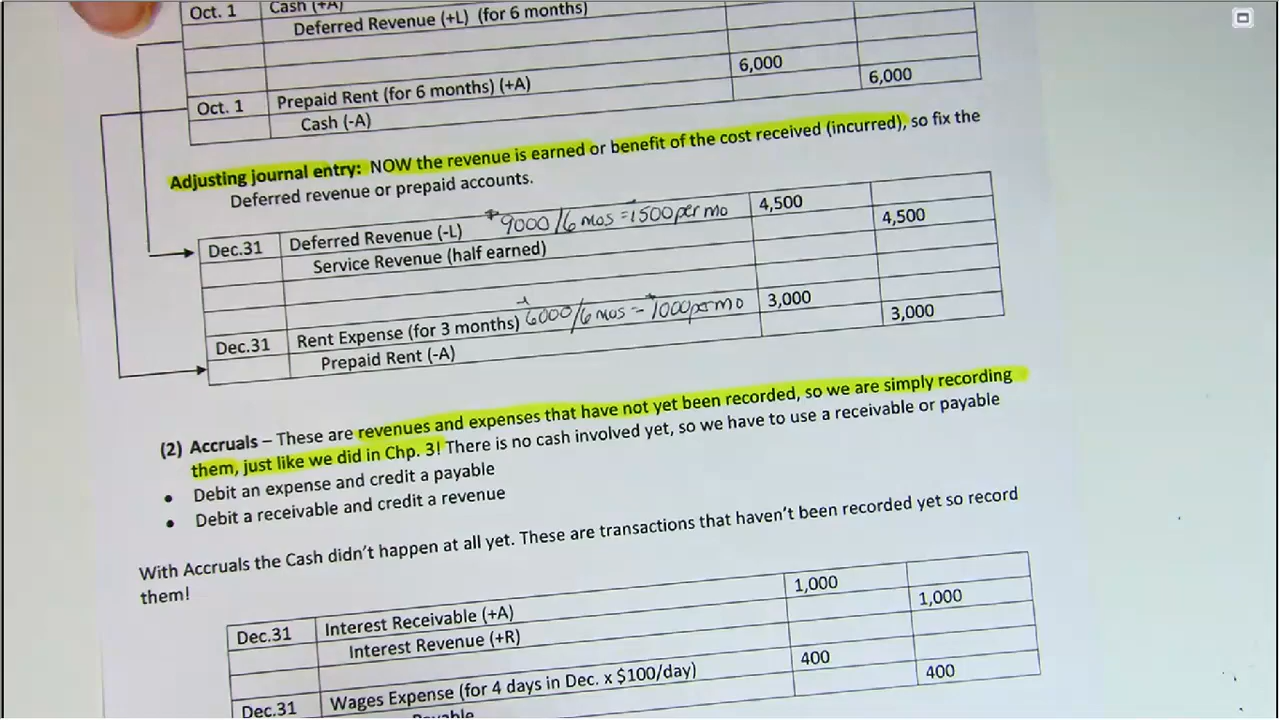 Oct. 1 Cash (+A)
Deferred Revenue (+L) (for 6 months)
Oct. 1 Prepaid Rent (for 6 months) (+A) 6,000
Cash (-A) 6,000
Adjusting journal entry: NOW the revenue is earned or benefit of the cost received (incurred), so fix the
Deferred revenue or prepaid accounts.
Dec.31 Deferred Revenue (-L) $9000/6 mos = 1500 per mo 4,500
Service Revenue (half earned) 4,500
Dec.31 Rent Expense (for 3 months) 6000/6 mos = 1000 per mo 3,000
Prepaid Rent (-A) 3,000
(2) Accruals – These are revenues and expenses that have not yet been recorded, so we are simply recording
them, just like we did in Chp. 3! There is no cash involved yet, so we have to use a receivable or payable
• Debit an expense and credit a payable
• Debit a receivable and credit a revenue
With Accruals the Cash didn't happen at all yet. These are transactions that haven't been recorded yet so record
them!
Dec.31 Interest Receivable (+A) 1,000
Interest Revenue (+R) 1,000
Dec.31 Wages Expense (for 4 days in Dec. x $100/day) 400
Payable 400